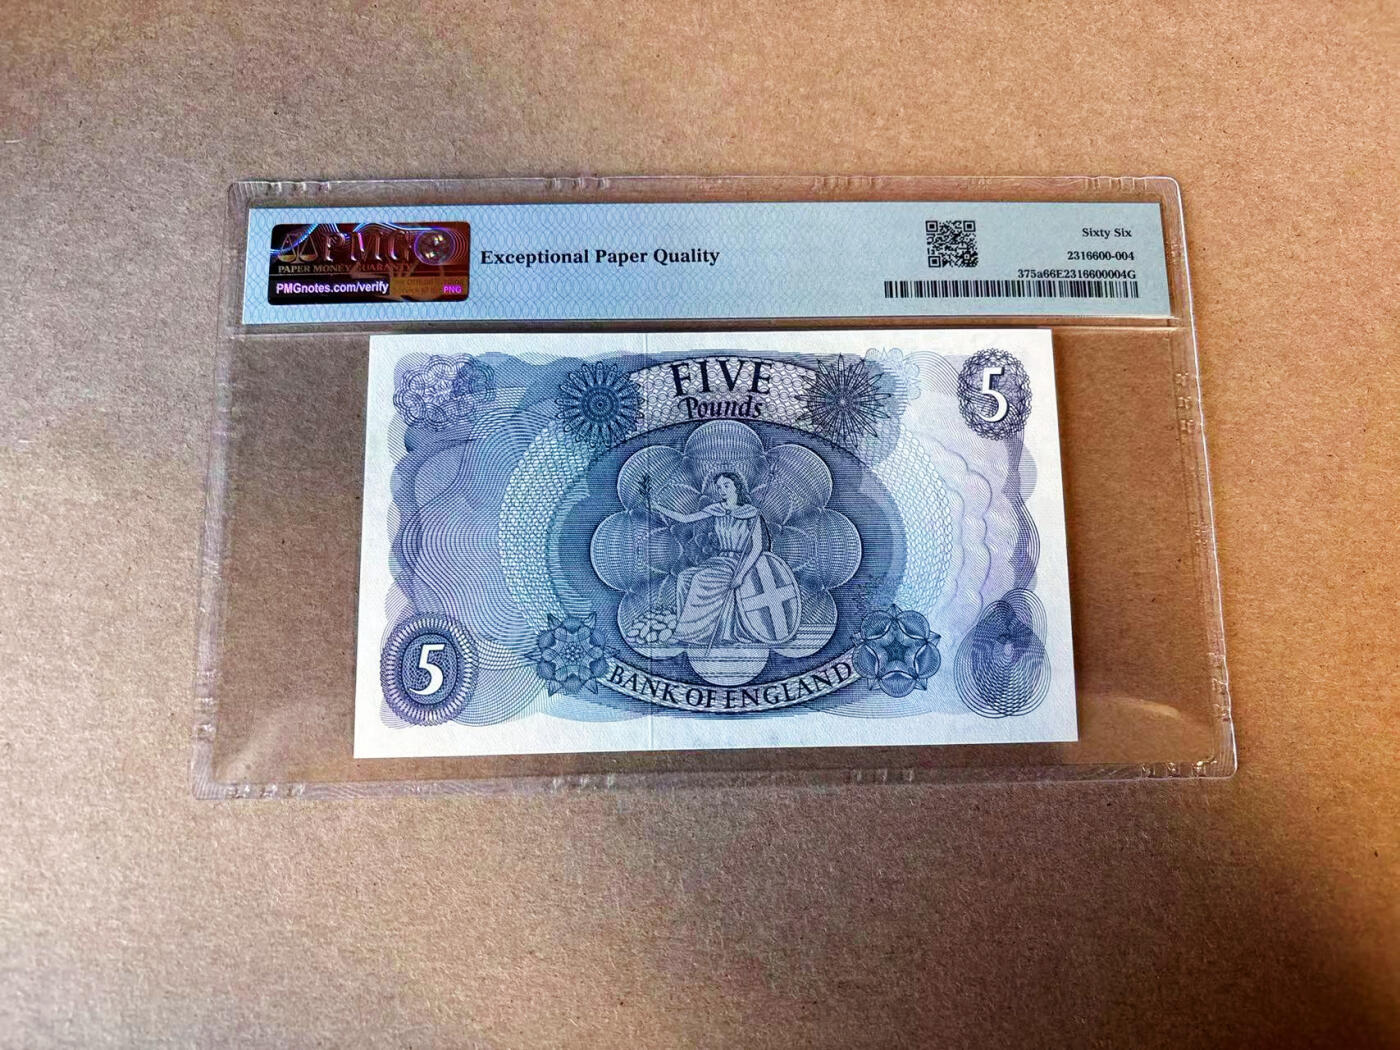 PMG
PAPER MONEY GUARANTY
PMGnotes.com/verify
PNG
Exceptional Paper Quality
Sixty Six
2316600-004
375a66E2316600004G
FIVE
Pounds
5
5
BANK OF ENGLAND